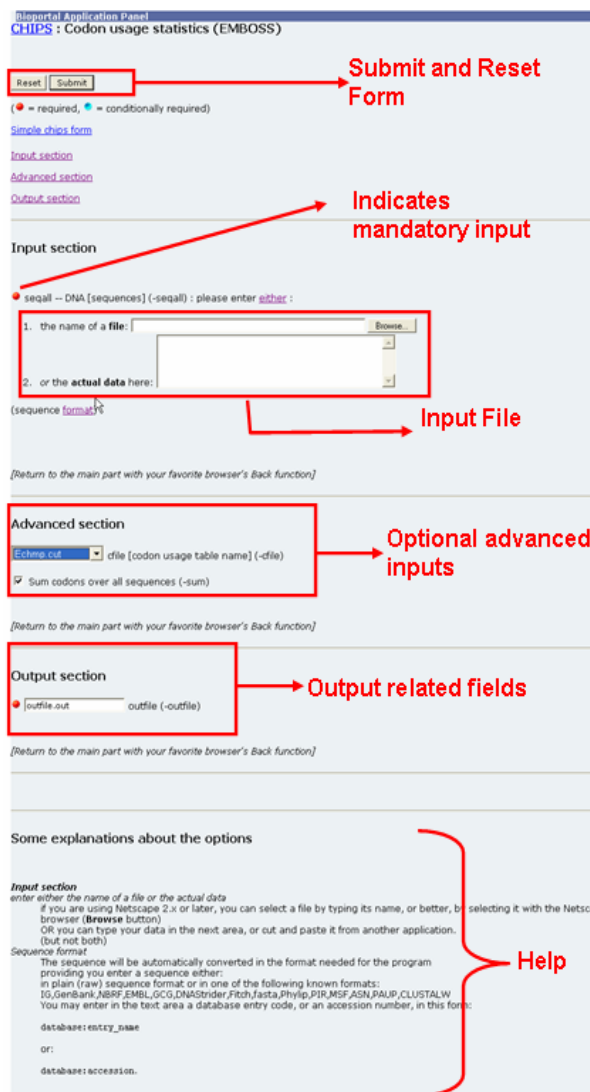 Bioportal Application Panel
CHIPS : Codon usage statistics (EMBOSS)
Reset Submit
Submit and Reset
Form
( = required, = conditionally required)
Simple chips form
Input section
Advanced section
Output section
Indicates
mandatory input
Input section
seqall -- DNA [sequences] (-seqall) : please enter either :
1. the name of a file: Browse...
2. or the actual data here:
(sequence format)
Input File
[Return to the main part with your favorite browser's Back function]
Advanced section
Echmp.cut cfile [codon usage table name] (-cfile)
Sum codons over all sequences (-sum)
Optional advanced
inputs
[Return to the main part with your favorite browser's Back function]
Output section
outfile.out outfile (-outfile)
Output related fields
[Return to the main part with your favorite browser's Back function]
Some explanations about the options
Input section
enter either the name of a file or the actual data
if you are using Netscape 2.x or later, you can select a file by typing its name, or better, by selecting it with the Netsc
browser (Browse button)
OR you can type your data in the next area, or cut and paste it from another application.
(but not both)
Sequence format
The sequence will be automatically converted in the format needed for the program
providing you enter a sequence either:
in plain (raw) sequence format or in one of the following known formats:
IG,GenBank,NBRF,EMBL,GCG,DNAStrider,Fitch,fasta,Phylip,PIR,MSF,ASN,PAUP,CLUSTALW
You may enter in the text area a database entry code, or an accession number, in this form:
database:entry_name
or:
database:accession.
Help